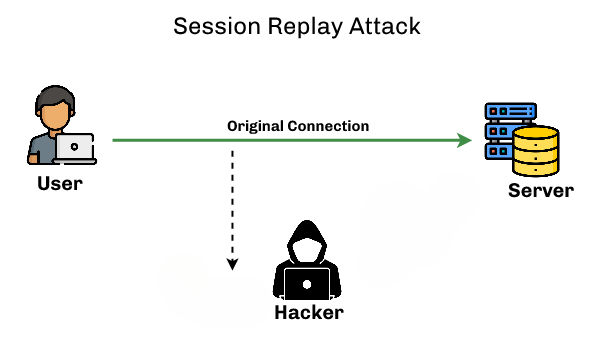 Session Replay Attack
Original Connection
User
Server
Hacker